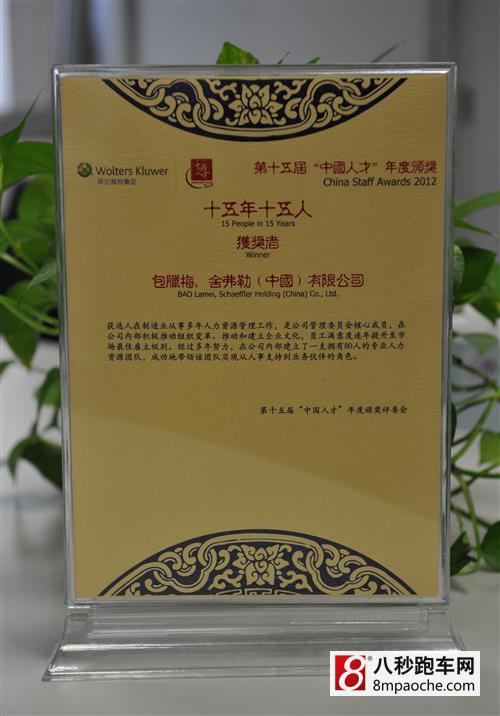 Wolters Kluwer
荷兰威科集团
第十五届“中國人才”年度頒獎
China Staff Awards 2012
十五年十五人
15 People in 15 Years
獲獎者
Winner
包臘梅，舍弗勒（中國）有限公司
BAO Lamei, Schaeffler Holding (China) Co., Ltd.
获选人在制造业从事多年人力资源管理工作，是公司管理委员会核心成员，在
公司内部积极推动组织变革，推动和建立企业文化，员工满意度逐年提升至市
场最佳雇主级别。经过多年努力，在公司内部建立了一支拥有80人的专业人力
资源团队，成功地带领该团队实现从人事支持到业务伙伴的角色。
第十五届“中国人才”年度颁奖评委会
8 八秒跑车网
8mpaoche.com